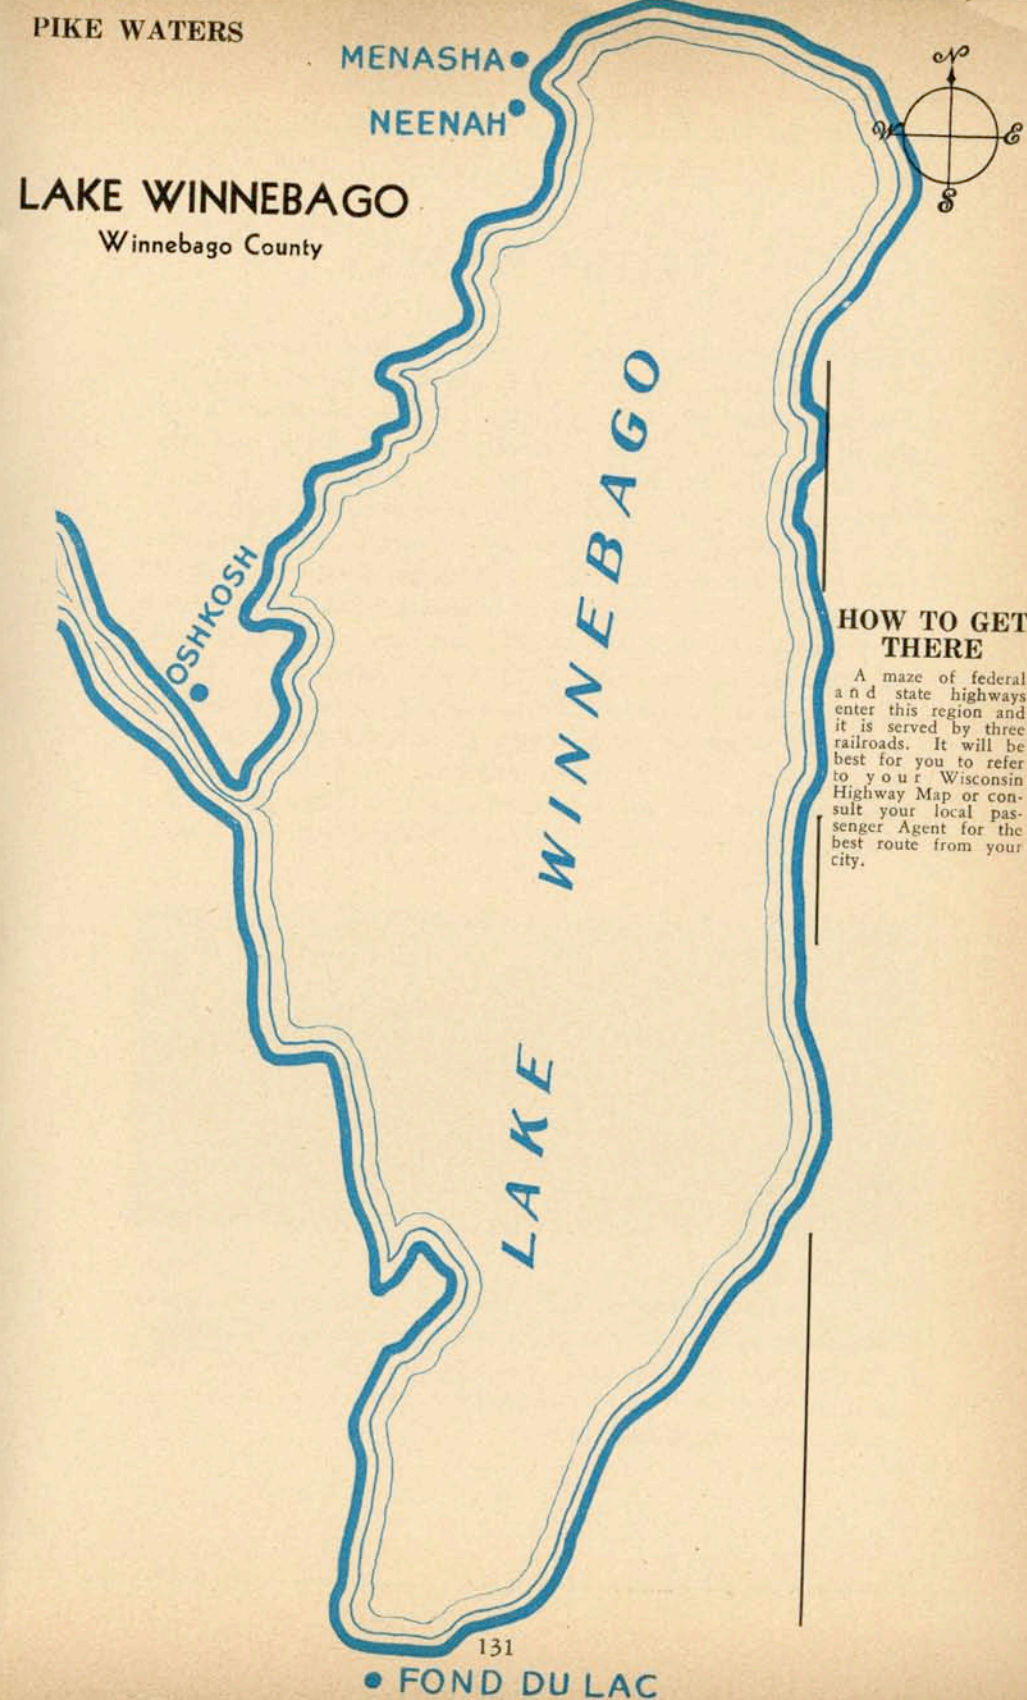 PIKE WATERS
MENASHA
NEENAH
LAKE WINNEBAGO
Winnebago County
N
W E
S
OSHKOSH
LAKE WINNEBAGO
HOW TO GET
THERE
A maze of federal
and state highways
enter this region and
it is served by three
railroads. It will be
best for you to refer
to your Wisconsin
Highway Map or con-
sult your local pas-
senger Agent for the
best route from your
city.
131
FOND DU LAC